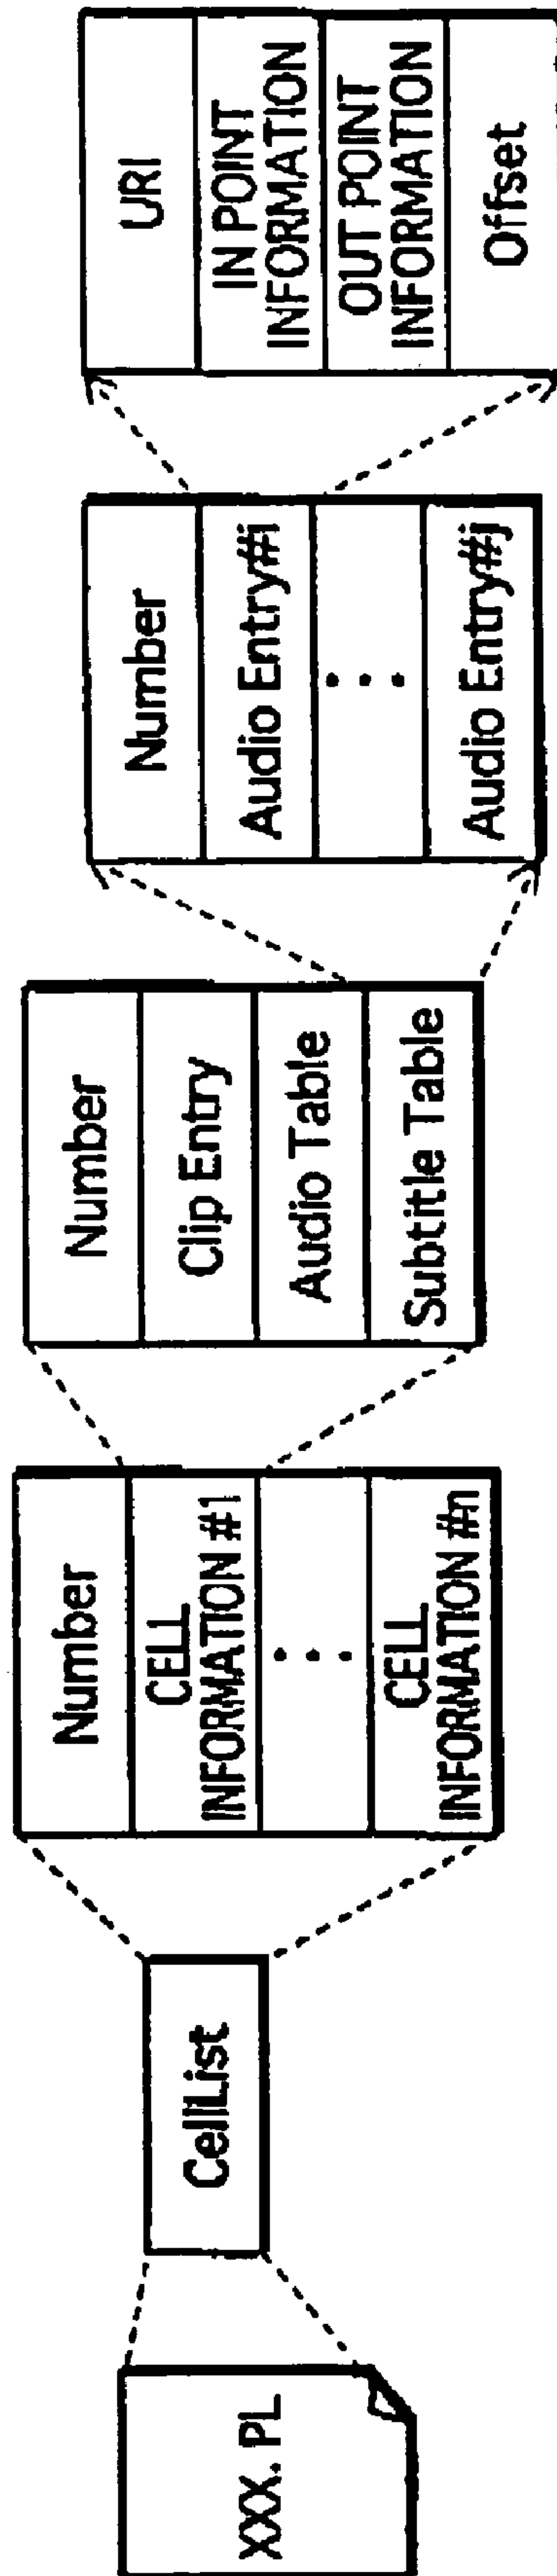 XXX. PL
CellList
Number
CELL
INFORMATION #1
⋮
CELL
INFORMATION #n
Number
Clip Entry
Audio Table
Subtitle Table
Number
Audio Entry#i
⋮
Audio Entry#j
URI
IN POINT
INFORMATION
OUT POINT
INFORMATION
Offset